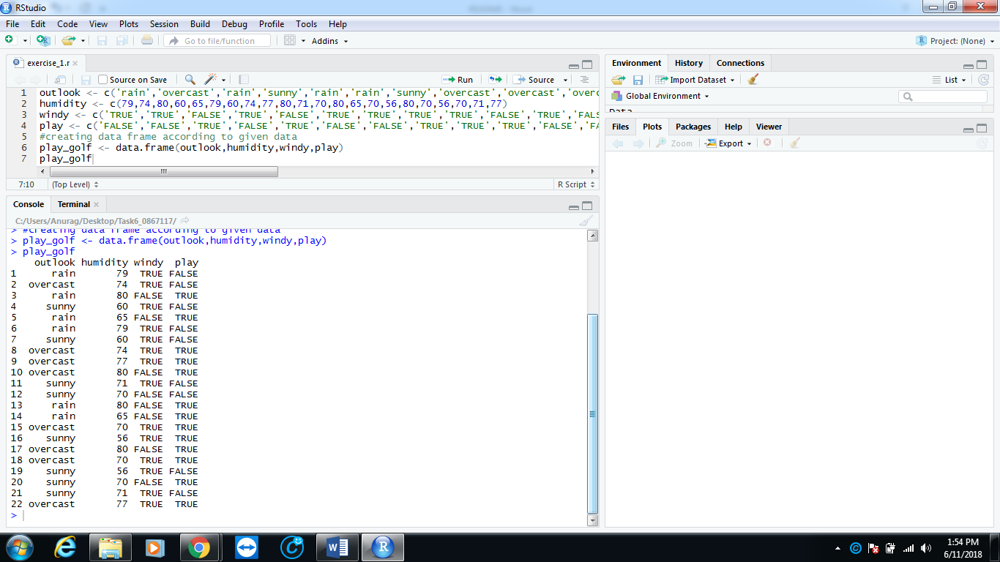 RStudio
File Edit Code View Plots Session Build Debug Profile Tools Help
Go to file/function Addins Project: (None)
exercise_1.r
Source on Save Run Source
1 outlook <- c('rain','overcast','rain','sunny','rain','rain','sunny','overcast','overcast','overc
2 humidity <- c(79,74,80,60,65,79,60,74,77,80,71,70,80,65,70,56,80,70,56,70,71,77)
3 windy <- c('TRUE','TRUE','FALSE','TRUE','FALSE','TRUE','TRUE','TRUE','TRUE','FALSE','TRUE','FALS
4 play <- c('FALSE','FALSE','TRUE','FALSE','TRUE','FALSE','FALSE','TRUE','TRUE','TRUE','FALSE','FA
5 #creating data frame according to given data
6 play_golf <- data.frame(outlook,humidity,windy,play)
7 play_golf
7:10 (Top Level) R Script
Console Terminal
C:/Users/Anurag/Desktop/Task6_0867117/
> #creating data frame according to given data
> play_golf <- data.frame(outlook,humidity,windy,play)
> play_golf
outlook humidity windy play
1 rain 79 TRUE FALSE
2 overcast 74 TRUE FALSE
3 rain 80 FALSE TRUE
4 sunny 60 TRUE FALSE
5 rain 65 FALSE TRUE
6 rain 79 TRUE FALSE
7 sunny 60 TRUE FALSE
8 overcast 74 TRUE TRUE
9 overcast 77 TRUE TRUE
10 overcast 80 FALSE TRUE
11 sunny 71 TRUE FALSE
12 sunny 70 FALSE FALSE
13 rain 80 FALSE TRUE
14 rain 65 FALSE TRUE
15 overcast 70 TRUE TRUE
16 sunny 56 TRUE TRUE
17 overcast 80 FALSE TRUE
18 overcast 70 TRUE TRUE
19 sunny 56 TRUE FALSE
20 sunny 70 FALSE TRUE
21 sunny 71 TRUE FALSE
22 overcast 77 TRUE TRUE
>
Environment History Connections
Import Dataset List
Global Environment
Data
Files Plots Packages Help Viewer
Zoom Export
1:54 PM
6/11/2018